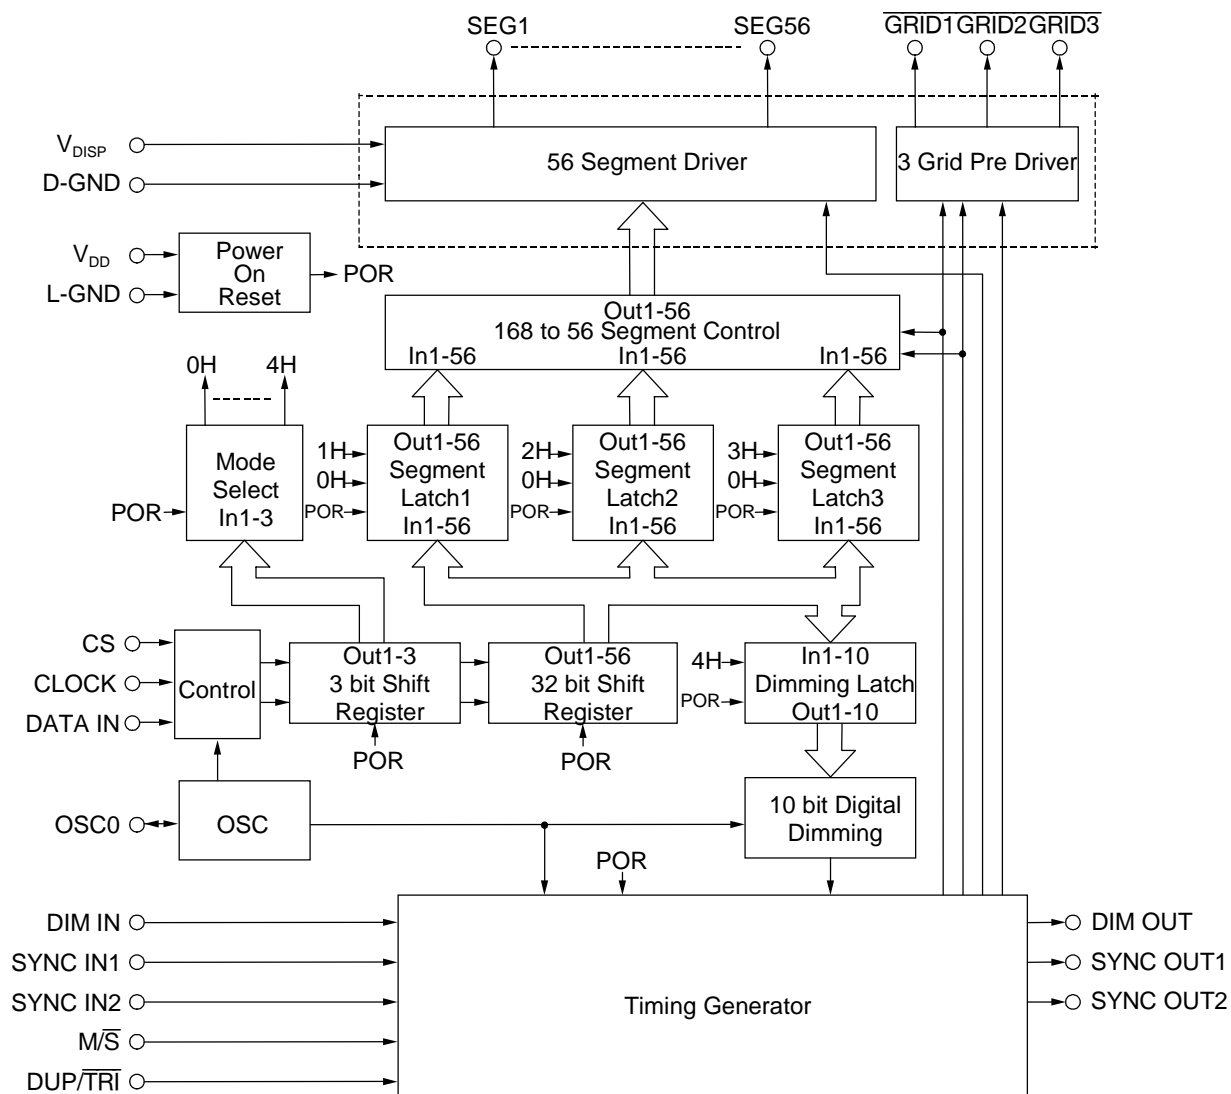 SEG1 SEG56 GRID1 GRID2 GRID3
VDISP
D-GND
56 Segment Driver
3 Grid Pre Driver
VDD
L-GND
Power
On
Reset
POR
Out1-56
168 to 56 Segment Control
In1-56 In1-56 In1-56
0H 4H
POR
Mode
Select
In1-3
1H
0H
POR
Out1-56
Segment
Latch1
In1-56
2H
0H
POR
Out1-56
Segment
Latch2
In1-56
3H
0H
POR
Out1-56
Segment
Latch3
In1-56
CS
CLOCK
DATA IN
Control
Out1-3
3 bit Shift
Register
POR
Out1-56
32 bit Shift
Register
POR
4H
POR
In1-10
Dimming Latch
Out1-10
OSC0
OSC
10 bit Digital
Dimming
POR
DIM IN
SYNC IN1
SYNC IN2
M/S̅
DUP/T̅R̅I̅
Timing Generator
DIM OUT
SYNC OUT1
SYNC OUT2